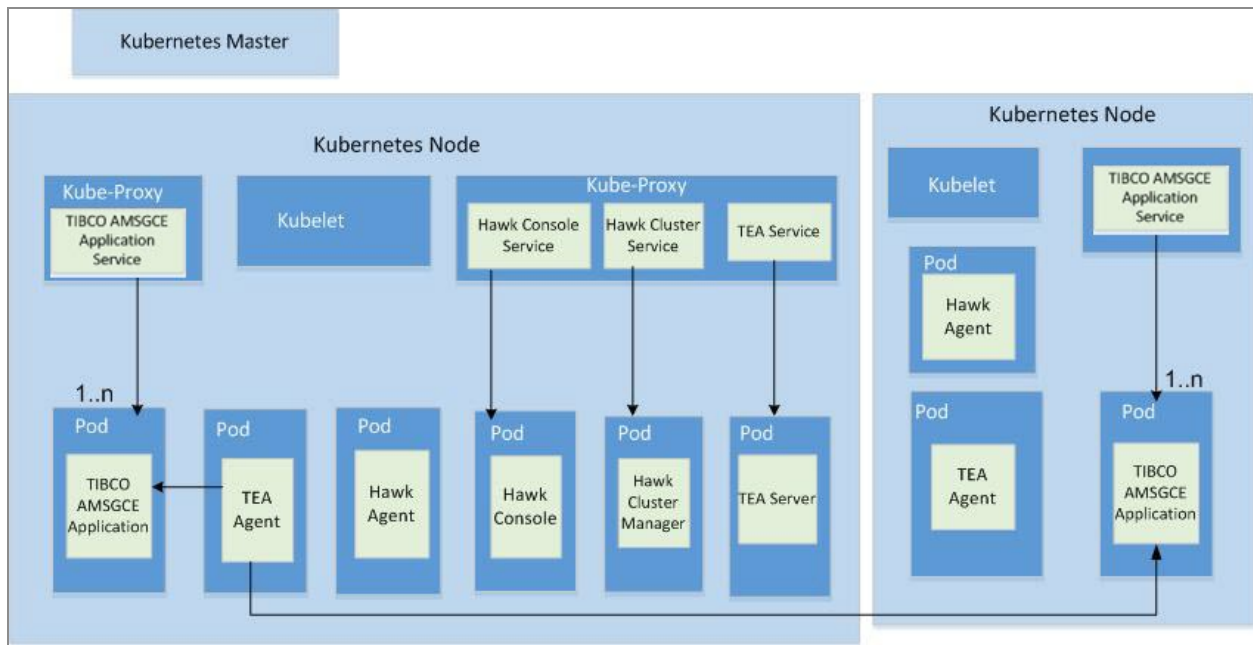 Kubernetes Master
Kubernetes Node
Kube-Proxy
TIBCO AMSGCE
Application
Service
Kubelet
Kube-Proxy
Hawk Console
Service
Hawk Cluster
Service
TEA Service
1..n
Pod
TIBCO
AMSGCE
Application
Pod
TEA
Agent
Pod
Hawk
Agent
Pod
Hawk
Console
Pod
Hawk
Cluster
Manager
Pod
TEA Server
Kubernetes Node
Kubelet
TIBCO AMSGCE
Application
Service
Pod
Hawk
Agent
Pod
TEA
Agent
1..n
Pod
TIBCO
AMSGCE
Application